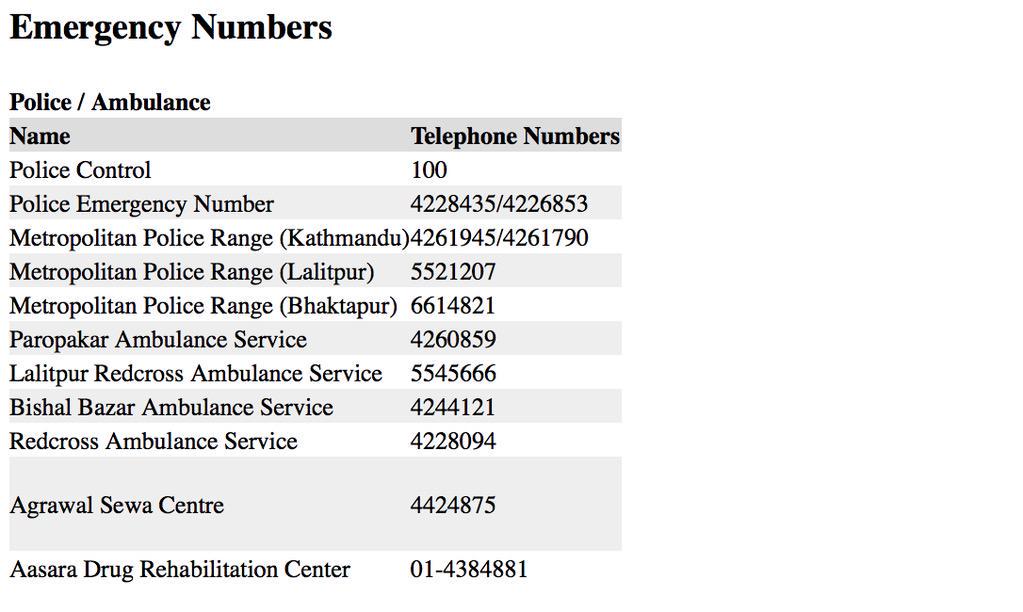 Emergency Numbers
Police / Ambulance
Name Telephone Numbers
Police Control 100
Police Emergency Number 4228435/4226853
Metropolitan Police Range (Kathmandu)4261945/4261790
Metropolitan Police Range (Lalitpur) 5521207
Metropolitan Police Range (Bhaktapur) 6614821
Paropakar Ambulance Service 4260859
Lalitpur Redcross Ambulance Service 5545666
Bishal Bazar Ambulance Service 4244121
Redcross Ambulance Service 4228094
Agrawal Sewa Centre 4424875
Aasara Drug Rehabilitation Center 01-4384881